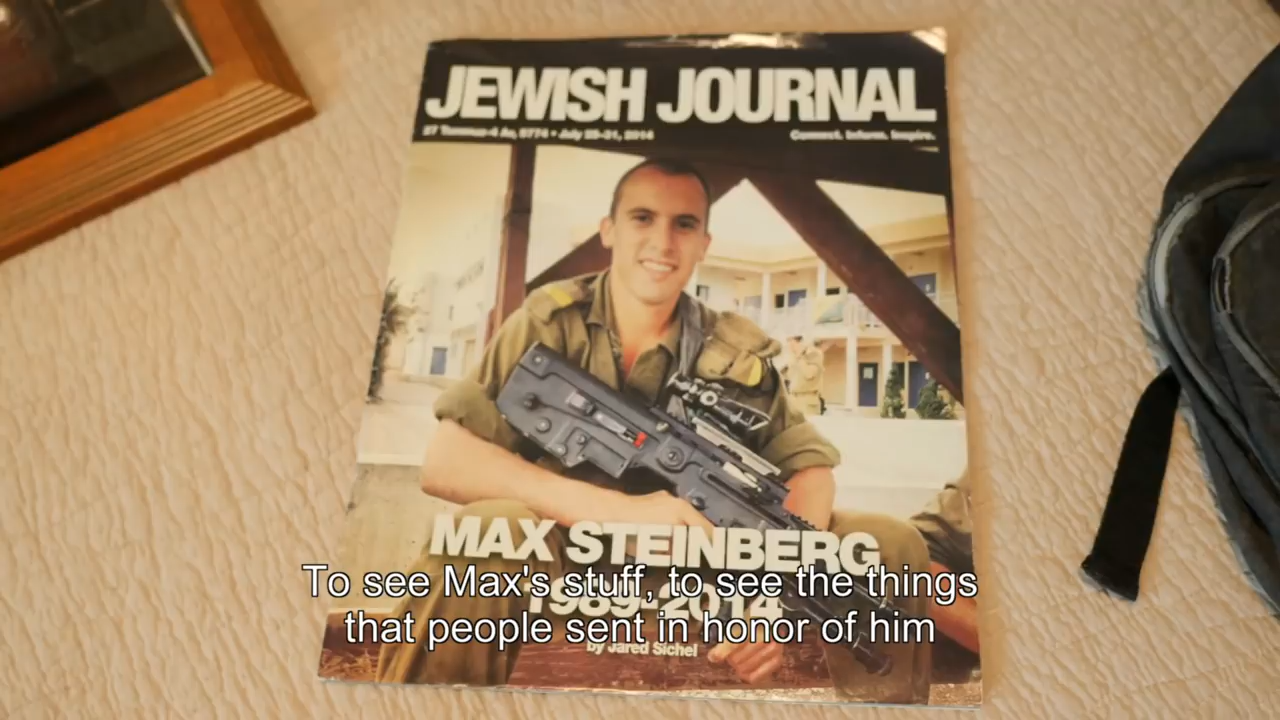 JEWISH JOURNAL
27 Tammuz-4 Av, 5774 • July 25-31, 2014
Connect. Inform. Inspire.
MAX STEINBERG
1989-2014
by Jared Sichel
To see Max's stuff, to see the things
that people sent in honor of him